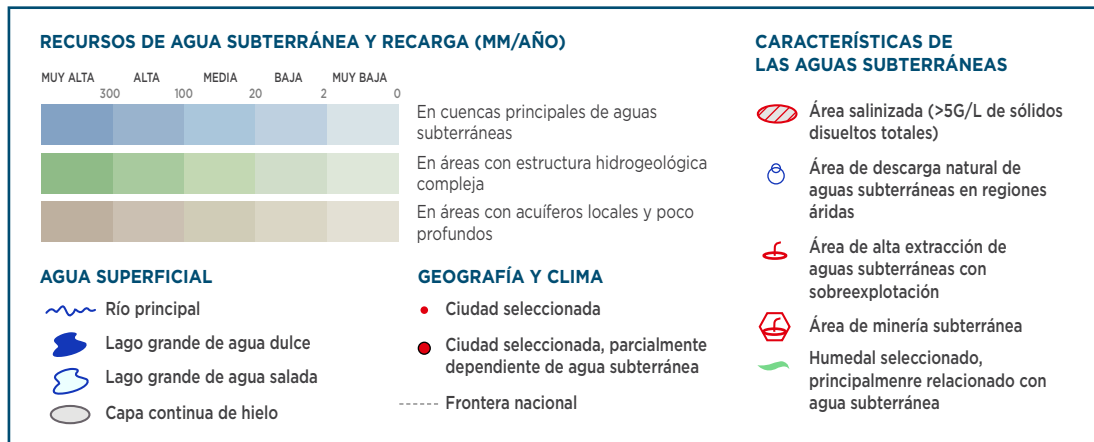 RECURSOS DE AGUA SUBTERRÁNEA Y RECARGA (MM/AÑO)
MUY ALTA ALTA MEDIA BAJA MUY BAJA
300 100 20 2 0
En cuencas principales de aguas
subterráneas
En áreas con estructura hidrogeológica
compleja
En áreas con acuíferos locales y poco
profundos
AGUA SUPERFICIAL
Río principal
Lago grande de agua dulce
Lago grande de agua salada
Capa continua de hielo
GEOGRAFÍA Y CLIMA
Ciudad seleccionada
Ciudad seleccionada, parcialmente
dependiente de agua subterránea
Frontera nacional
CARACTERÍSTICAS DE
LAS AGUAS SUBTERRÁNEAS
Área salinizada (>5G/L de sólidos
disueltos totales)
Área de descarga natural de
aguas subterráneas en regiones
áridas
Área de alta extracción de
aguas subterráneas con
sobreexplotación
Área de minería subterránea
Humedal seleccionado,
principalmenre relacionado con
agua subterránea